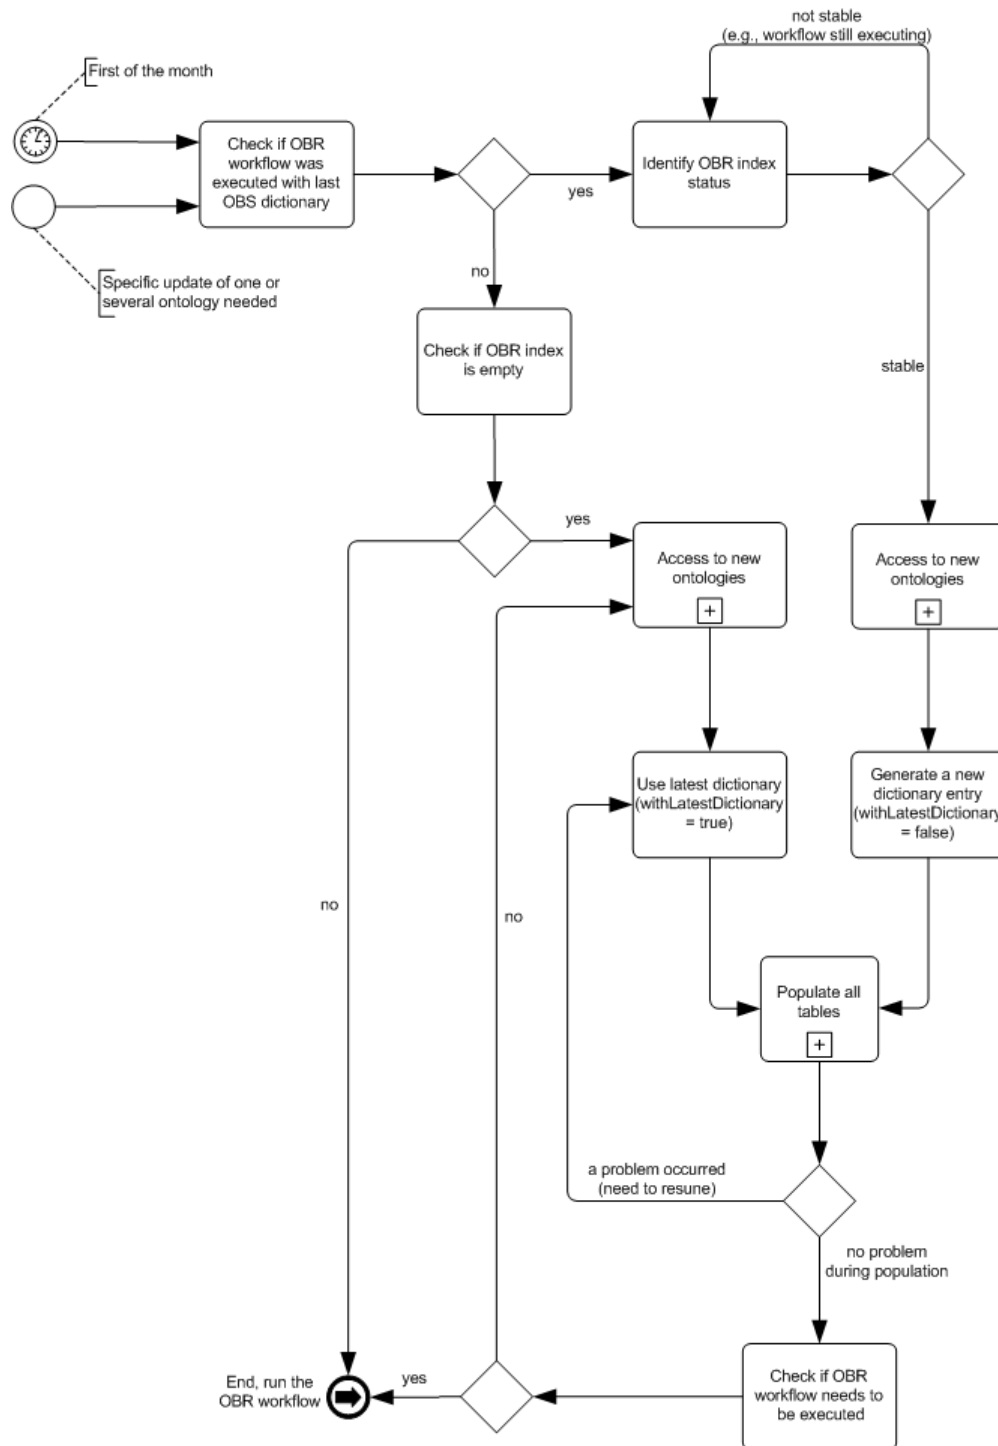 not stable
(e.g., workflow still executing)
First of the month
Check if OBR
workflow was
executed with last
OBS dictionary
yes
Identify OBR index
status
Specific update of one or
several ontology needed
no
Check if OBR index
is empty
stable
yes
Access to new
ontologies
+
Access to new
ontologies
+
Use latest dictionary
(withLatestDictionary
= true)
Generate a new
dictionary entry
(withLatestDictionary
= false)
no
no
Populate all
tables
+
a problem occurred
(need to resune)
no problem
during population
End, run the
OBR workflow
yes
Check if OBR
workflow needs to
be executed